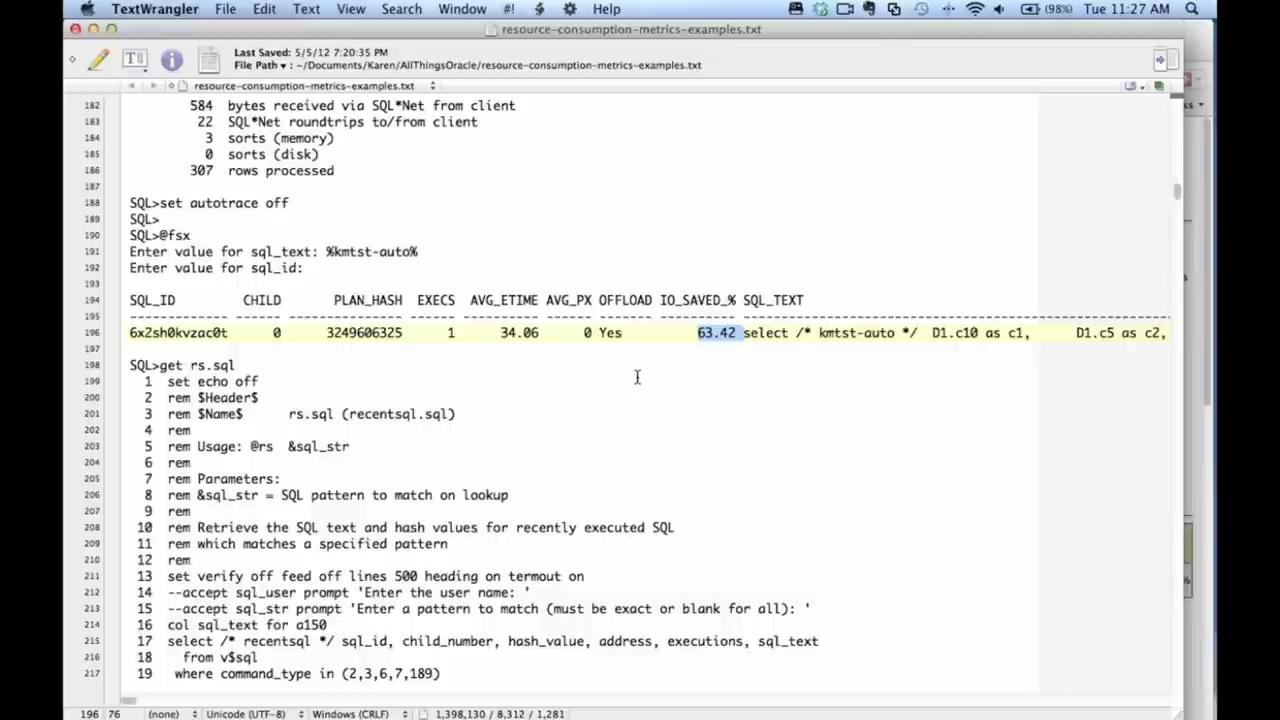 TextWrangler File Edit Text View Search Window #! Help (98%) Tue 11:27 AM
resource-consumption-metrics-examples.txt
Last Saved: 5/5/12 7:20:35 PM
File Path ▾ : ~/Documents/Karen/AllThingsOracle/resource-consumption-metrics-examples.txt
resource-consumption-metrics-examples.txt
182 584 bytes received via SQL*Net from client
183 22 SQL*Net roundtrips to/from client
184 3 sorts (memory)
185 0 sorts (disk)
186 307 rows processed
187
188 SQL>set autotrace off
189 SQL>
190 SQL>@fsx
191 Enter value for sql_text: %kmtst-auto%
192 Enter value for sql_id:
193
194 SQL_ID CHILD PLAN_HASH EXECS AVG_ETIME AVG_PX OFFLOAD IO_SAVED_% SQL_TEXT
195 ------------- ------ ------------ ------ ---------- ------ ------- ---------- ----------------------------------------
196 6x2sh0kvzac0t 0 3249606325 1 34.06 0 Yes 63.42 select /* kmtst-auto */ D1.c10 as c1, D1.c5 as c2,
197
198 SQL>get rs.sql
199 1 set echo off
200 2 rem $Header$
201 3 rem $Name$ rs.sql (recentsql.sql)
202 4 rem
203 5 rem Usage: @rs &sql_str
204 6 rem
205 7 rem Parameters:
206 8 rem &sql_str = SQL pattern to match on lookup
207 9 rem
208 10 rem Retrieve the SQL text and hash values for recently executed SQL
209 11 rem which matches a specified pattern
210 12 rem
211 13 set verify off feed off lines 500 heading on termout on
212 14 --accept sql_user prompt 'Enter the user name: '
213 15 --accept sql_str prompt 'Enter a pattern to match (must be exact or blank for all): '
214 16 col sql_text for a150
215 17 select /* recentsql */ sql_id, child_number, hash_value, address, executions, sql_text
216 18 from v$sql
217 19 where command_type in (2,3,6,7,189)
196 76 (none) Unicode (UTF-8) Windows (CRLF) 1,398,130 / 8,312 / 1,281